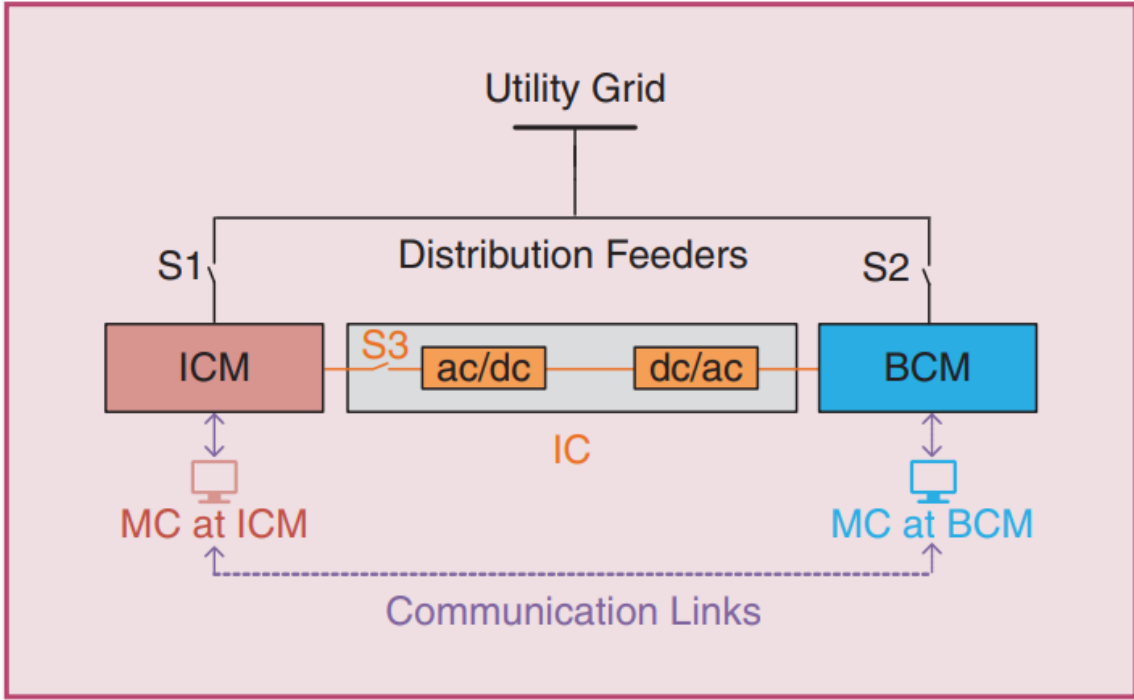 Utility Grid
Distribution Feeders
S1
S2
ICM
S3
ac/dc
dc/ac
BCM
IC
MC at ICM
MC at BCM
Communication Links